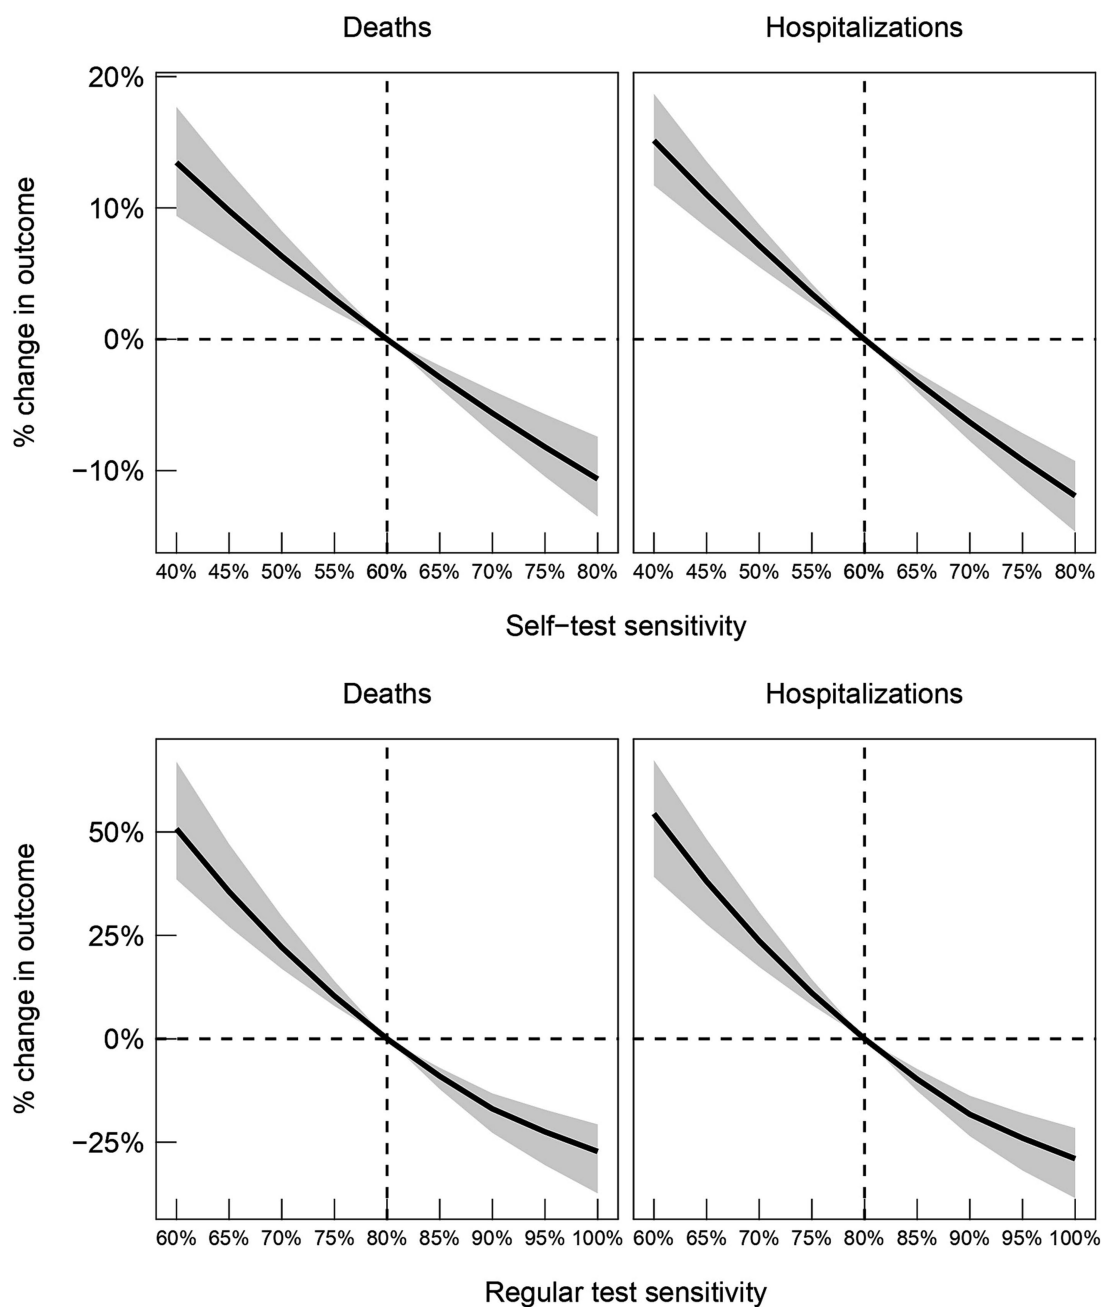 Deaths Hospitalizations
20%
10%
0%
−10%
% change in outcome
40% 45% 50% 55% 60% 65% 70% 75% 80% 40% 45% 50% 55% 60% 65% 70% 75% 80%
Self−test sensitivity
Deaths Hospitalizations
50%
25%
0%
−25%
% change in outcome
60% 65% 70% 75% 80% 85% 90% 95% 100% 60% 65% 70% 75% 80% 85% 90% 95% 100%
Regular test sensitivity